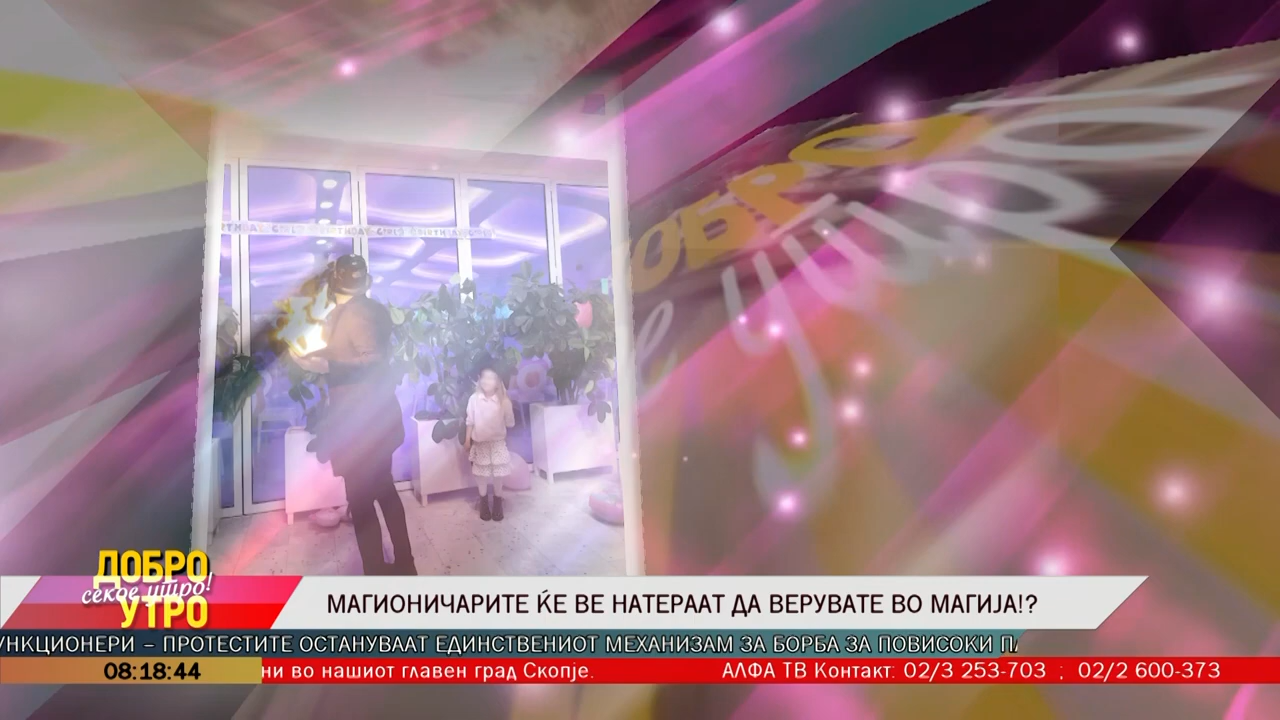 ДОБРО
е утро
ДОБРО
секое утро!
УТРО
МАГИОНИЧАРИТЕ ЌЕ ВЕ НАТЕРААТ ДА ВЕРУВАТЕ ВО МАГИЈА!?
УНКЦИОНЕРИ – ПРОТЕСТИТЕ ОСТАНУВААТ ЕДИНСТВЕНИОТ МЕХАНИЗАМ ЗА БОРБА ЗА ПОВИСОКИ
08:18:44
ни во нашиот главен град Скопје. АЛФА ТВ Контакт: 02/3 253-703 ; 02/2 600-373